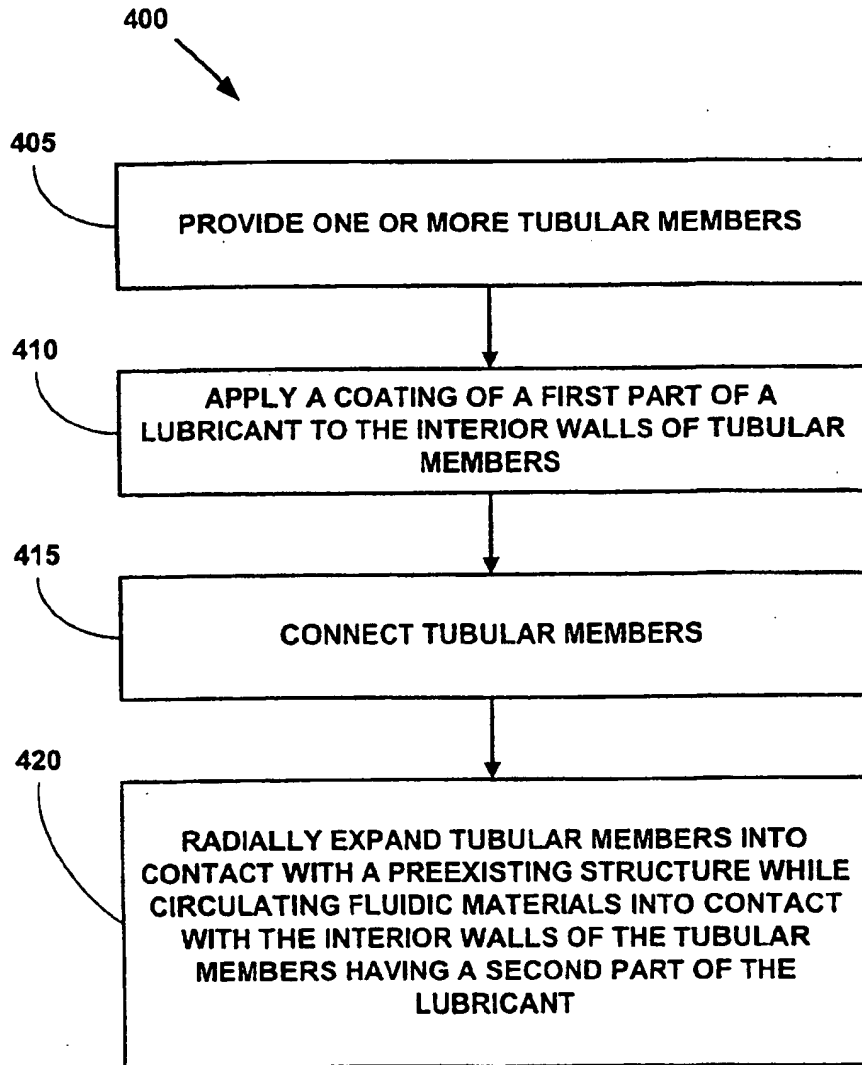 400
405
PROVIDE ONE OR MORE TUBULAR MEMBERS
410
APPLY A COATING OF A FIRST PART OF A
LUBRICANT TO THE INTERIOR WALLS OF TUBULAR
MEMBERS
415
CONNECT TUBULAR MEMBERS
420
RADIALLY EXPAND TUBULAR MEMBERS INTO
CONTACT WITH A PREEXISTING STRUCTURE WHILE
CIRCULATING FLUIDIC MATERIALS INTO CONTACT
WITH THE INTERIOR WALLS OF THE TUBULAR
MEMBERS HAVING A SECOND PART OF THE
LUBRICANT